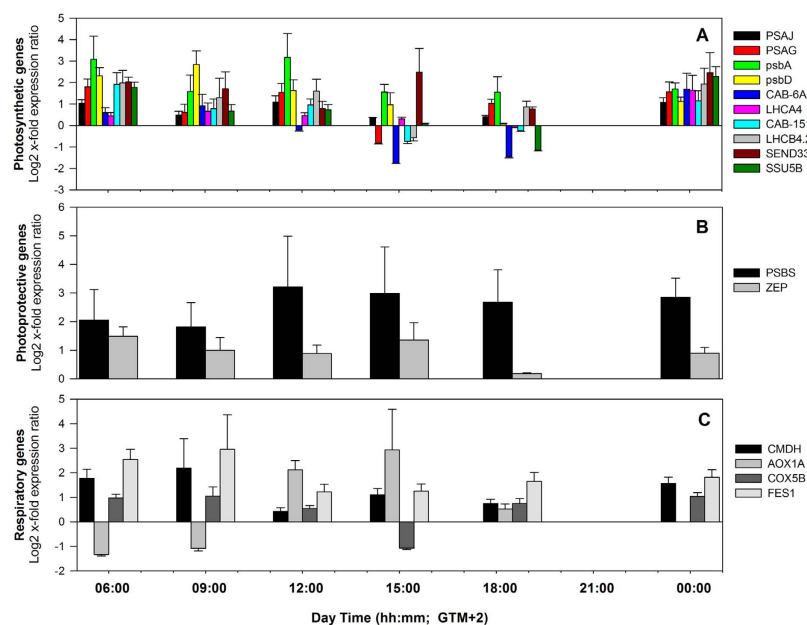 A
Photosynthetic genes
Log2 x-fold expression ratio
5
4
3
2
1
0
-1
-2
-3
PSAJ
PSAG
psbA
psbD
CAB-6A
LHCA4
CAB-15
LHCB4.2
SEND33
SSU5B
B
Photoprotective genes
Log2 x-fold expression ratio
6
5
4
3
2
1
0
PSBS
ZEP
C
Respiratory genes
Log2 x-fold expression ratio
5
4
3
2
1
0
-1
-2
CMDH
AOX1A
COX5B
FES1
06:00 09:00 12:00 15:00 18:00 21:00 00:00
Day Time (hh:mm; GTM+2)